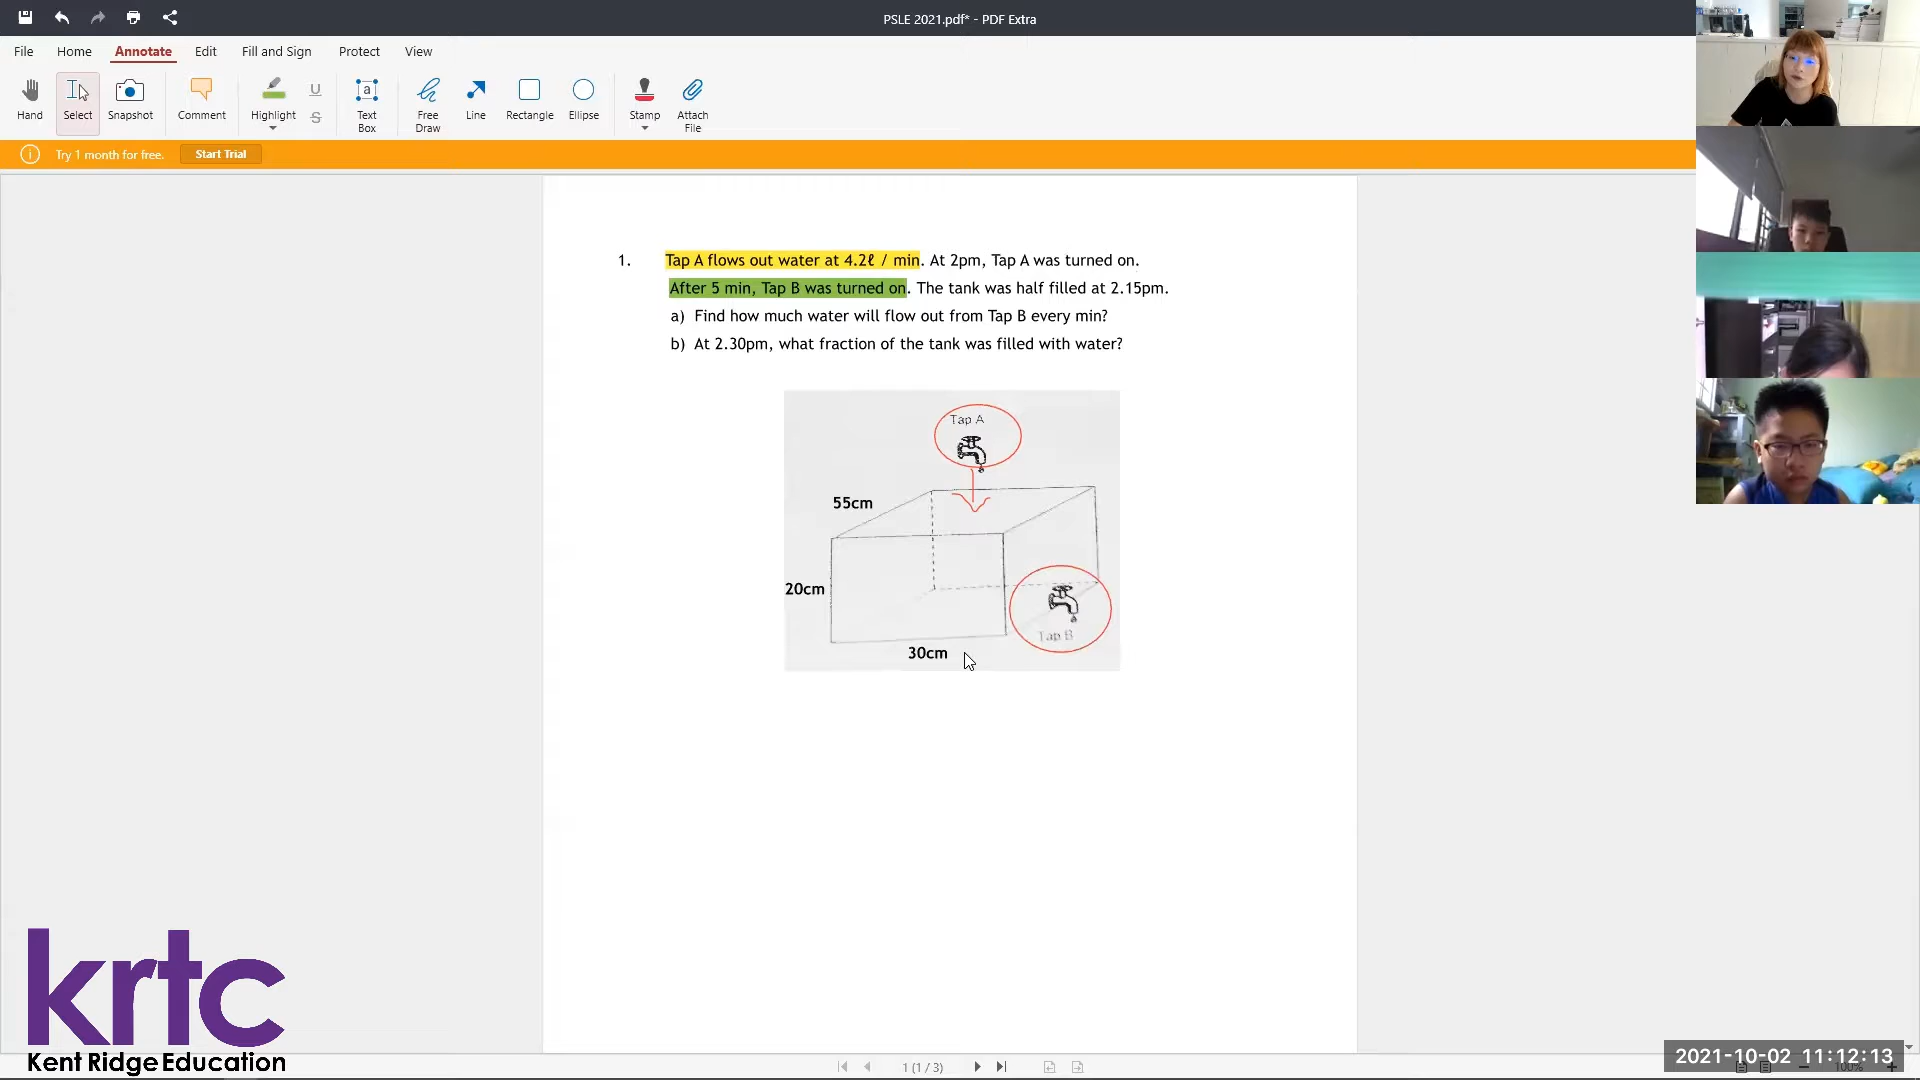 PSLE 2021.pdf* - PDF Extra
File Home Annotate Edit Fill and Sign Protect View
Hand Select Snapshot Comment Highlight U S Text Box Free Draw Line Rectangle Ellipse Stamp Attach File
Try 1 month for free. Start Trial
1. Tap A flows out water at 4.2ℓ / min. At 2pm, Tap A was turned on.
After 5 min, Tap B was turned on. The tank was half filled at 2.15pm.
a) Find how much water will flow out from Tap B every min?
b) At 2.30pm, what fraction of the tank was filled with water?
Tap A
55cm
20cm
Tap B
30cm
krtc
Kent Ridge Education
1 (1 / 3)
2021-10-02 11:12:13
100%